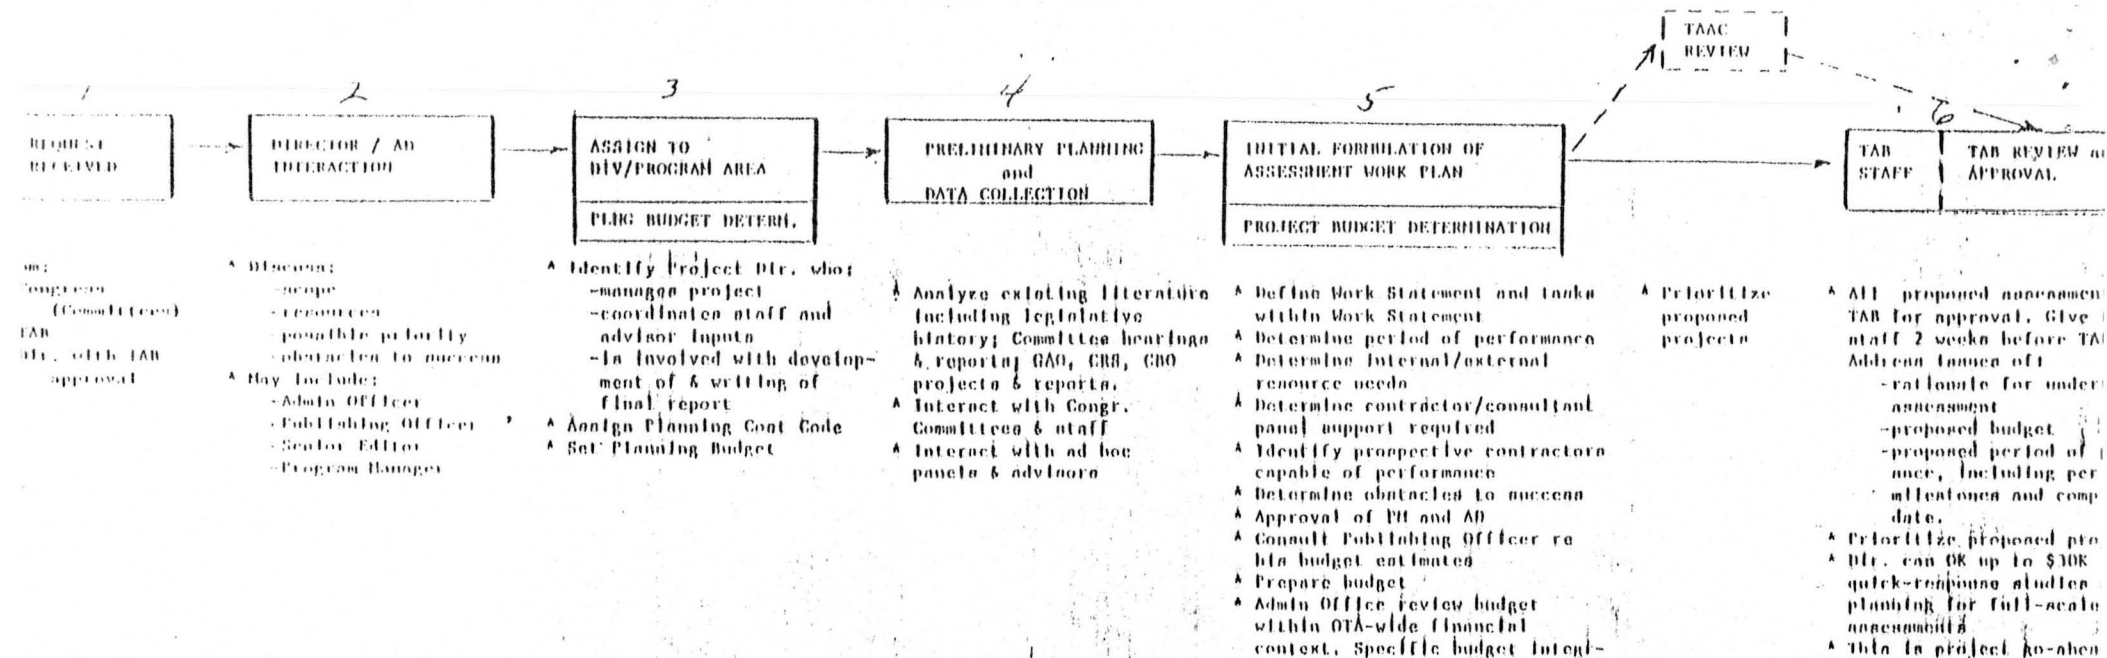 TAAC
REVIEW
1
2
3
4
5
6
REQUEST
RECEIVED
DIRECTOR / AD
INTERACTION
ASSIGN TO
DIV/PROGRAM AREA
PLNG BUDGET DETERM.
PRELIMINARY PLANNING
and
DATA COLLECTION
INITIAL FORMULATION OF
ASSESSMENT WORK PLAN
PROJECT BUDGET DETERMINATION
TAB
STAFF
TAB REVIEW
APPROVAL
(Committees)
TAB
Dir. with TAB
approval
* Discuss:
-scope
-resources
-possible priority
-obstacles to success
* May Include:
-Admin Officer
-Publishing Officer
-Senior Editor
-Program Manager
* Identify Project Dir. who:
-manages project
-coordinates staff and
advisor inputs
-is involved with develop-
ment of & writing of
final report
* Assign Planning Cost Code
* Set Planning Budget
* Analyze existing literature
including legislative
history; Committee hearings
& reports; GAO, CRS, CBO
projects & reports.
* Interact with Congr.
Committees & staff
* Interact with ad hoc
panels & advisors
* Define Work Statement and tasks
within Work Statement
* Determine period of performance
* Determine internal/external
resource needs
* Determine contractor/consultant
panel support required
* Identify prospective contractors
capable of performance
* Determine obstacles to success
* Approval of PM and AD
* Consult Publishing Officer re
his budget estimates
* Prepare budget
* Admin Office review budget
within OTA-wide financial
context. Specific budget
* Prioritize
proposed
projects
* All proposed
TAB for approval. Give
staff 2 weeks before
Address issues of:
-rationale for
assessment
-proposed budget
-proposed period of
including
milestones and
date.
* Prioritize proposed
* Dir. can OK up to
quick-response studies
planning for full-scale
assessments
* This is project